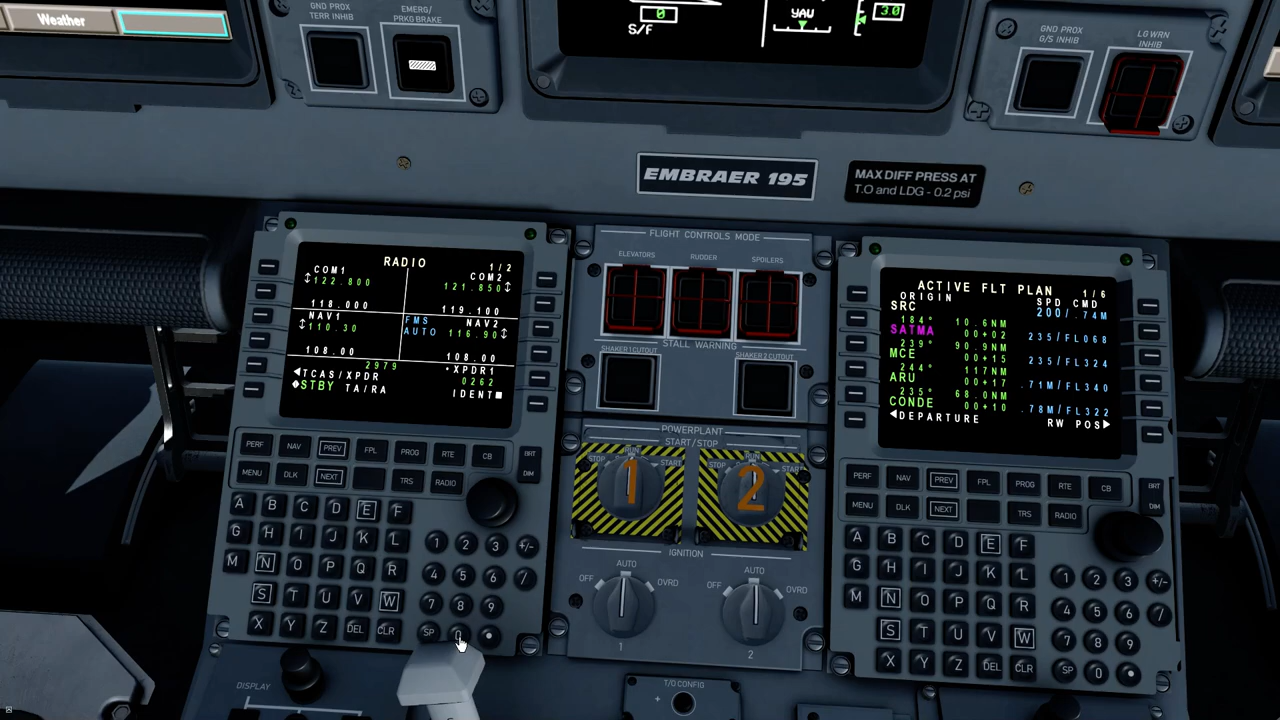 Weather
GND PROX
TERR INHIB
EMERG/
PRKG BRAKE
0
S/F
YAW
3.0
GND PROX
G/S INHIB
LG WRN
INHIB
EMBRAER 195
MAX DIFF PRESS AT
T.O and LDG - 0.2 psi
RADIO 1/2
COM1 COM2
122.800 121.850
118.000 119.100
NAV1 FMS NAV2
110.30 AUTO 116.90
108.00 108.00
2979 XPDR1
TCAS/XPDR 0262
STBY TA/RA IDENT
PERF NAV PREV FPL PROG RTE CB BRT
MENU DLK NEXT TRS RADIO DIM
A B C D E F
G H I J K L 1 2 3 +/-
M N O P Q R 4 5 6 /
S T U V W 7 8 9
X Y Z DEL CLR SP 0
FLIGHT CONTROLS MODE
ELEVATORS RUDDER SPOILERS
STALL WARNING
SHAKER 1 CUTOUT SHAKER 2 CUTOUT
POWERPLANT
START/STOP
STOP RUN START STOP RUN START
1 2
IGNITION
OFF AUTO OVRD OFF AUTO OVRD
1 2
T/O CONFIG
DISPLAY
ACTIVE FLT PLAN 1/6
ORIGIN SPD CMD
SRC 200/.74M
184° 10.6NM
SATMA 00+02 235/FL068
239° 90.9NM
MCE 00+15 235/FL324
244° 117NM
ARU 00+17 .71M/FL340
235° 68.0NM
CONDE 00+10 .78M/FL322
DEPARTURE RW POS
PERF NAV PREV FPL PROG RTE CB BRT
MENU DLK NEXT TRS RADIO DIM
A B C D E F
G H I J K L 1 2 3 +/-
M N O P Q R 4 5 6 /
S T U V W 7 8 9
X Y Z DEL CLR SP 0